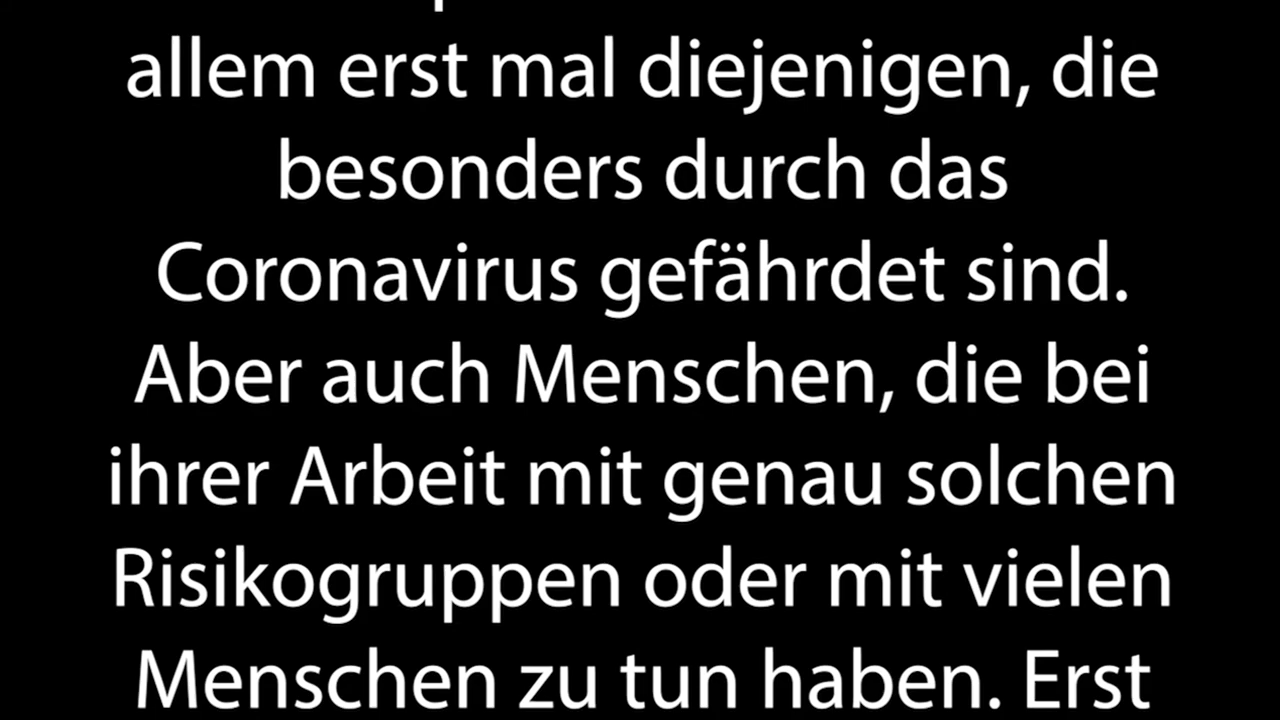 allem erst mal diejenigen, die
besonders durch das
Coronavirus gefährdet sind.
Aber auch Menschen, die bei
ihrer Arbeit mit genau solchen
Risikogruppen oder mit vielen
Menschen zu tun haben. Erst